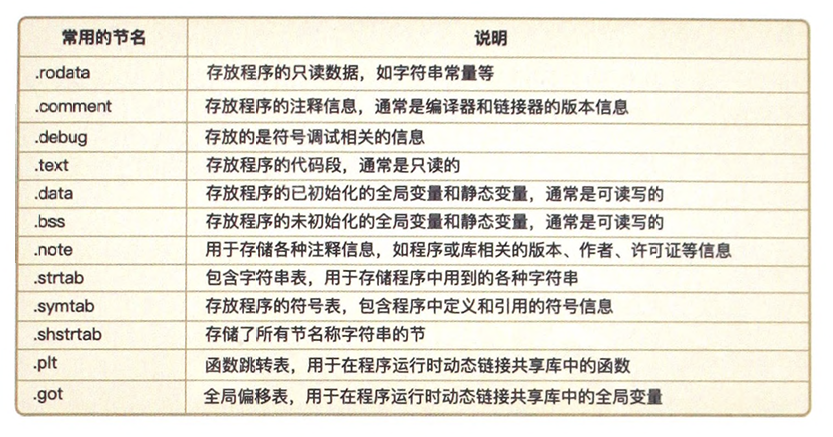 常用的节名 说明
.rodata 存放程序的只读数据，如字符串常量等
.comment 存放程序的注释信息，通常是编译器和链接器的版本信息
.debug 存放的是符号调试相关的信息
.text 存放程序的代码段，通常是只读的
.data 存放程序的已初始化的全局变量和静态变量，通常是可读写的
.bss 存放程序的未初始化的全局变量和静态变量，通常是可读写的
.note 用于存储各种注释信息，如程序或库相关的版本、作者、许可证等信息
.strtab 包含字符串表，用于存储程序中用到的各种字符串
.symtab 存放程序的符号表，包含程序中定义和引用的符号信息
.shstrtab 存储了所有节名称字符串的节
.plt 函数跳转表，用于在程序运行时动态链接共享库中的函数
.got 全局偏移表，用于在程序运行时动态链接共享库中的全局变量